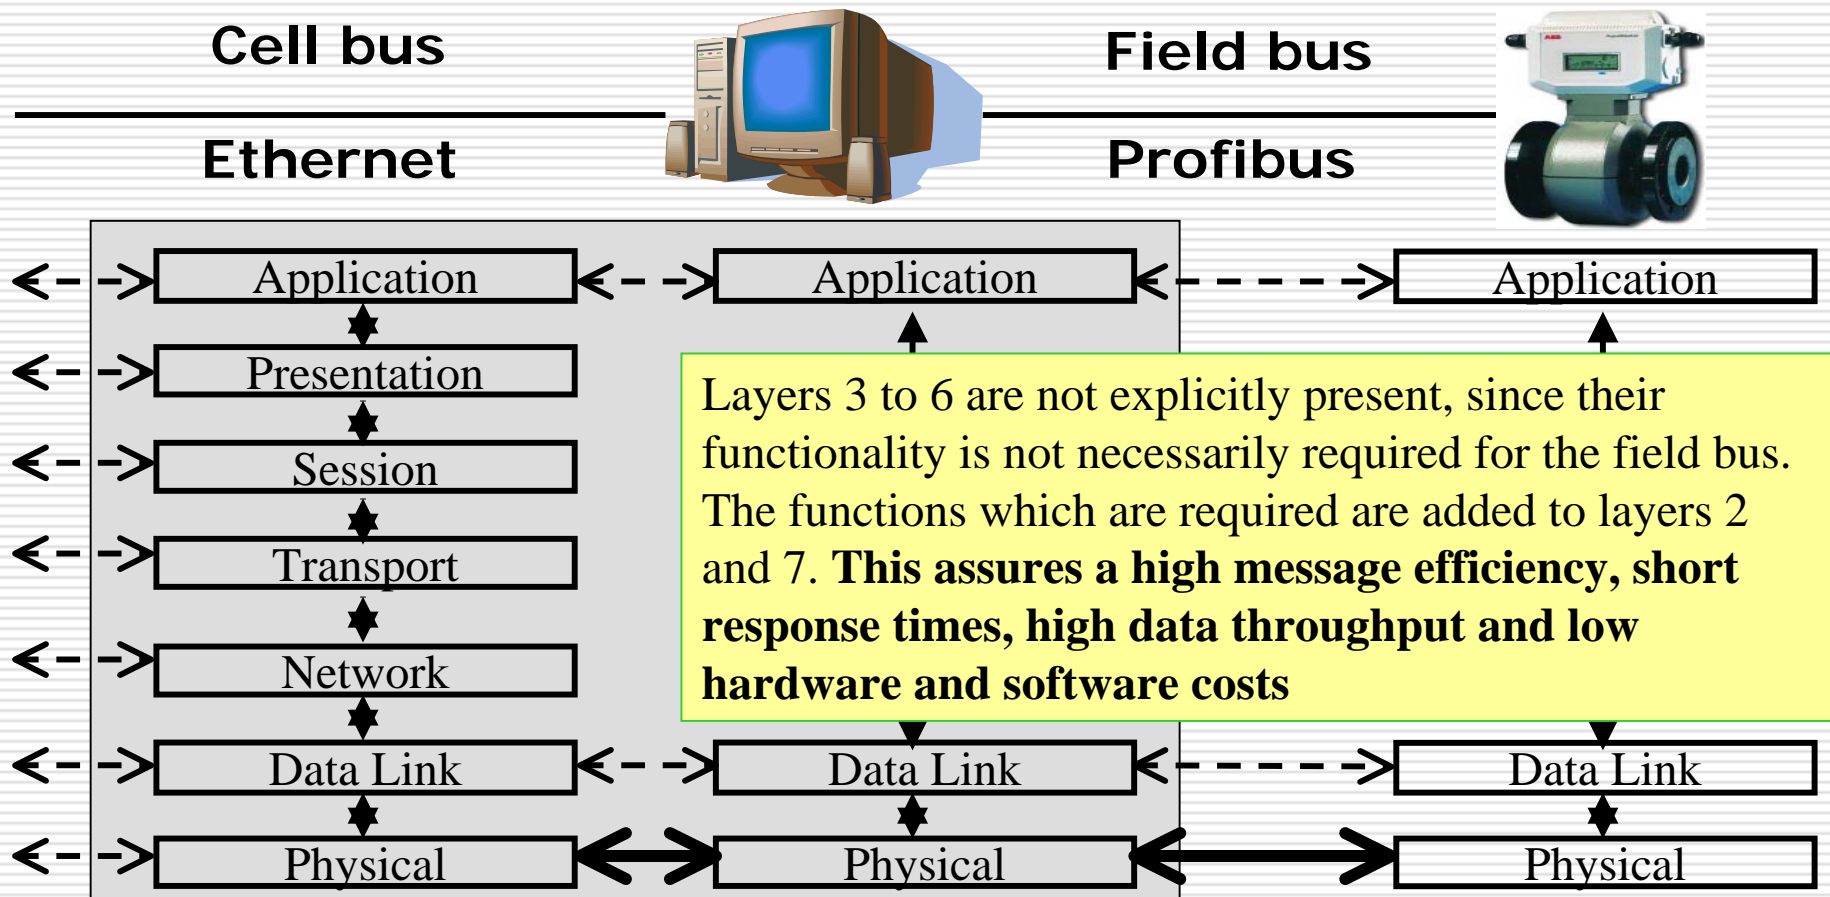 Cell bus
Field bus
Ethernet
Profibus
ABB
Application
Application
Application
Presentation
Session
Transport
Network
Layers 3 to 6 are not explicitly present, since their
functionality is not necessarily required for the field bus.
The functions which are required are added to layers 2
and 7. This assures a high message efficiency, short
response times, high data throughput and low
hardware and software costs
Data Link
Data Link
Data Link
Physical
Physical
Physical